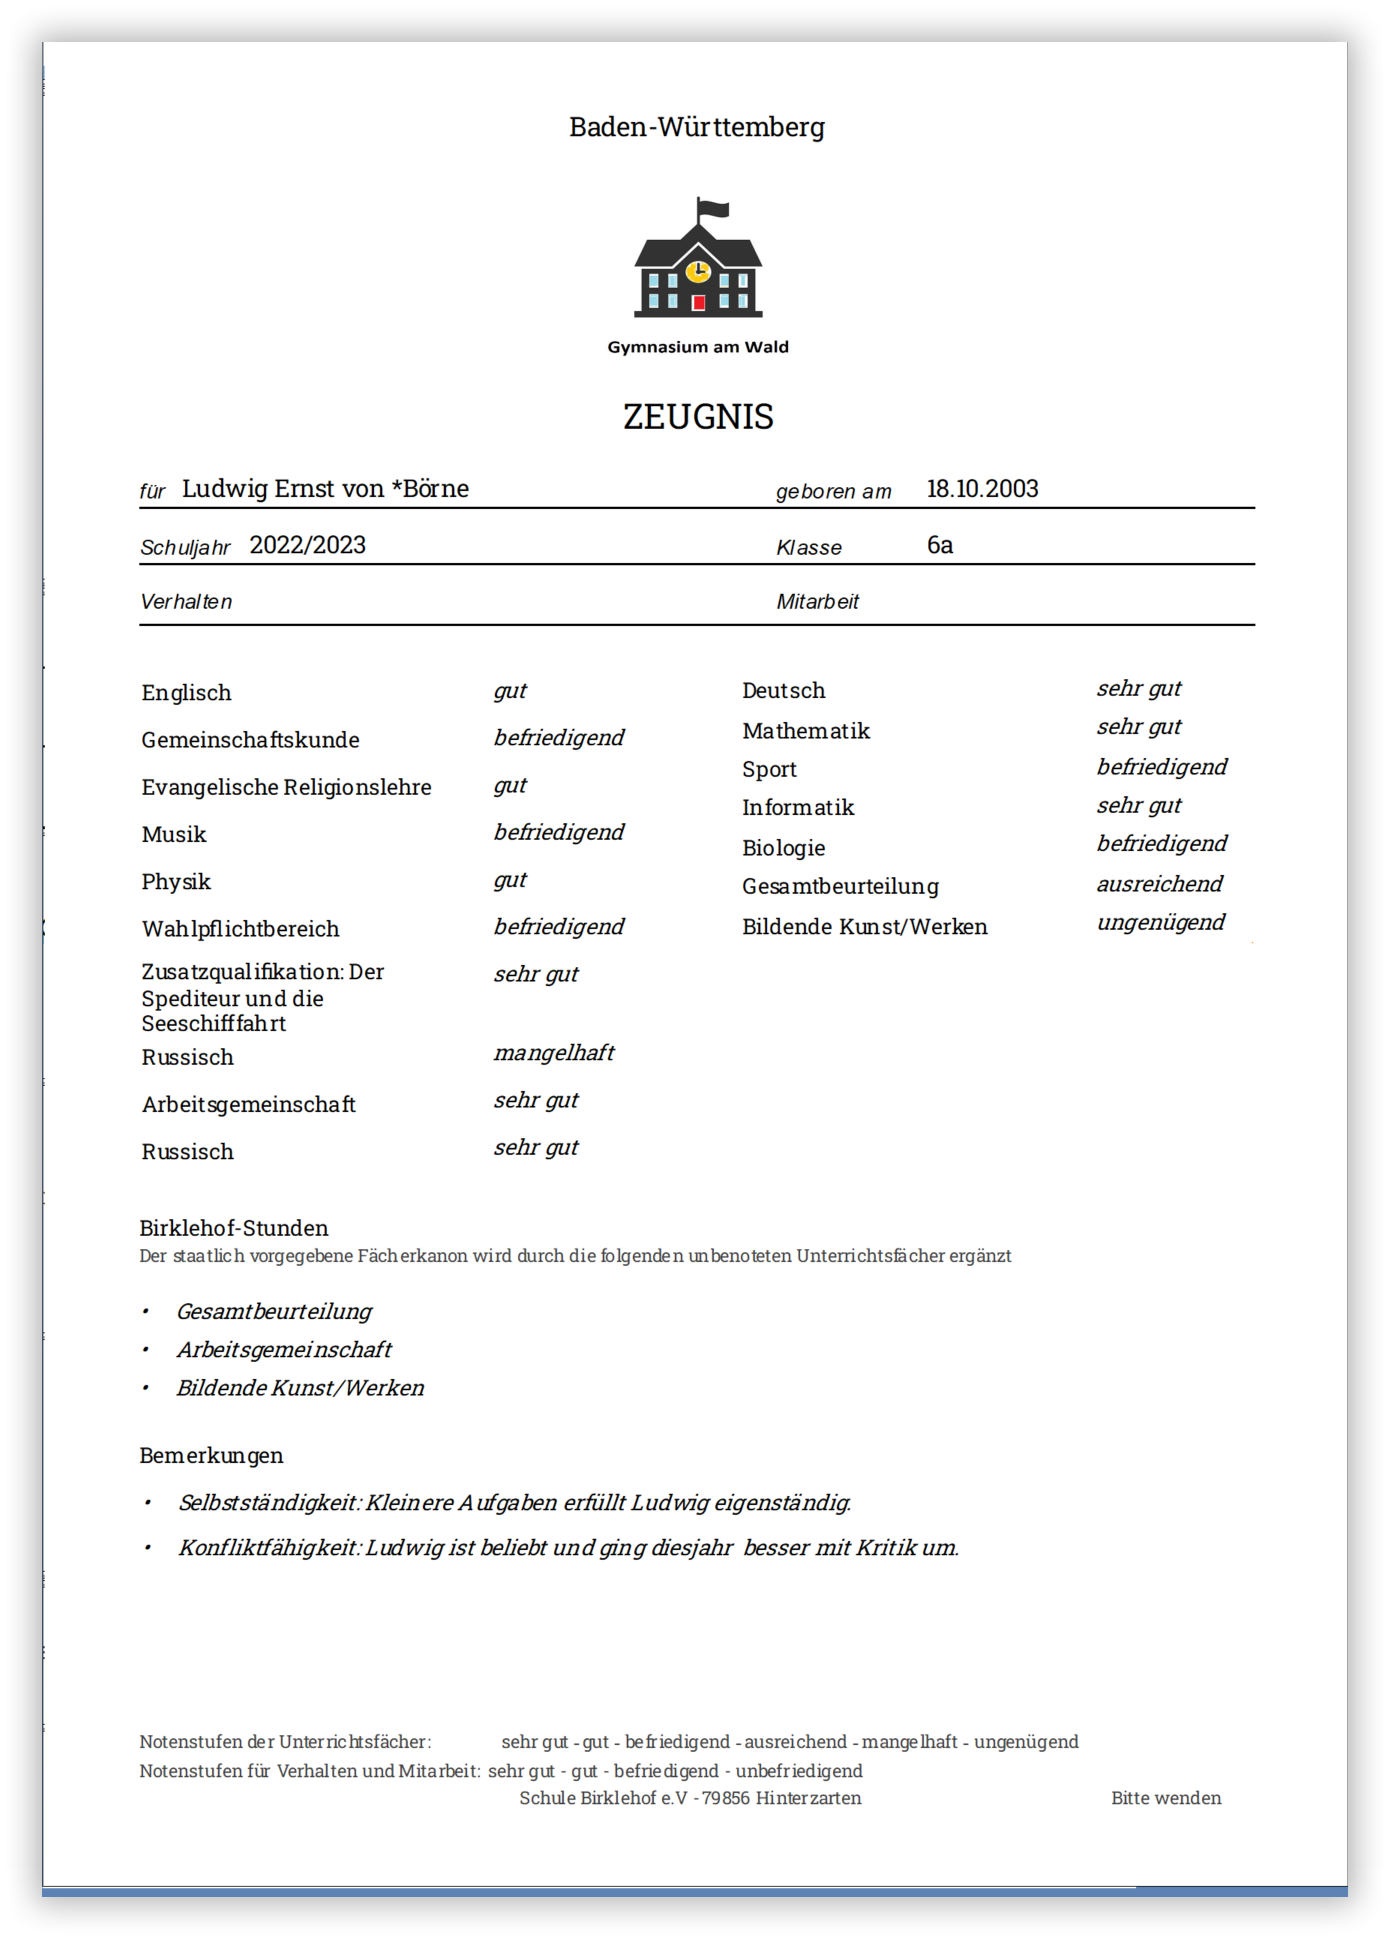 Baden-Württemberg
Gymnasium am Wald
ZEUGNIS
für Ludwig Ernst von *Börne geboren am 18.10.2003
Schuljahr 2022/2023 Klasse 6a
Verhalten Mitarbeit
Englisch gut
Gemeinschaftskunde befriedigend
Evangelische Religionslehre gut
Musik befriedigend
Physik gut
Wahlpflichtbereich befriedigend
Zusatzqualifikation: Der sehr gut
Spediteur und die
Seeschifffahrt
Russisch mangelhaft
Arbeitsgemeinschaft sehr gut
Russisch sehr gut
Deutsch sehr gut
Mathematik sehr gut
Sport befriedigend
Informatik sehr gut
Biologie befriedigend
Gesamtbeurteilung ausreichend
Bildende Kunst/Werken ungenügend
Birklehof-Stunden
Der staatlich vorgegebene Fächerkanon wird durch die folgenden unbenoteten Unterrichtsfächer ergänzt
• Gesamtbeurteilung
• Arbeitsgemeinschaft
• Bildende Kunst/Werken
Bemerkungen
• Selbstständigkeit: Kleinere Aufgaben erfüllt Ludwig eigenständig.
• Konfliktfähigkeit: Ludwig ist beliebt und ging diesjahr besser mit Kritik um.
Notenstufen der Unterrichtsfächer: sehr gut - gut - befriedigend - ausreichend - mangelhaft - ungenügend
Notenstufen für Verhalten und Mitarbeit: sehr gut - gut - befriedigend - unbefriedigend
Schule Birklehof e.V - 79856 Hinterzarten Bitte wenden